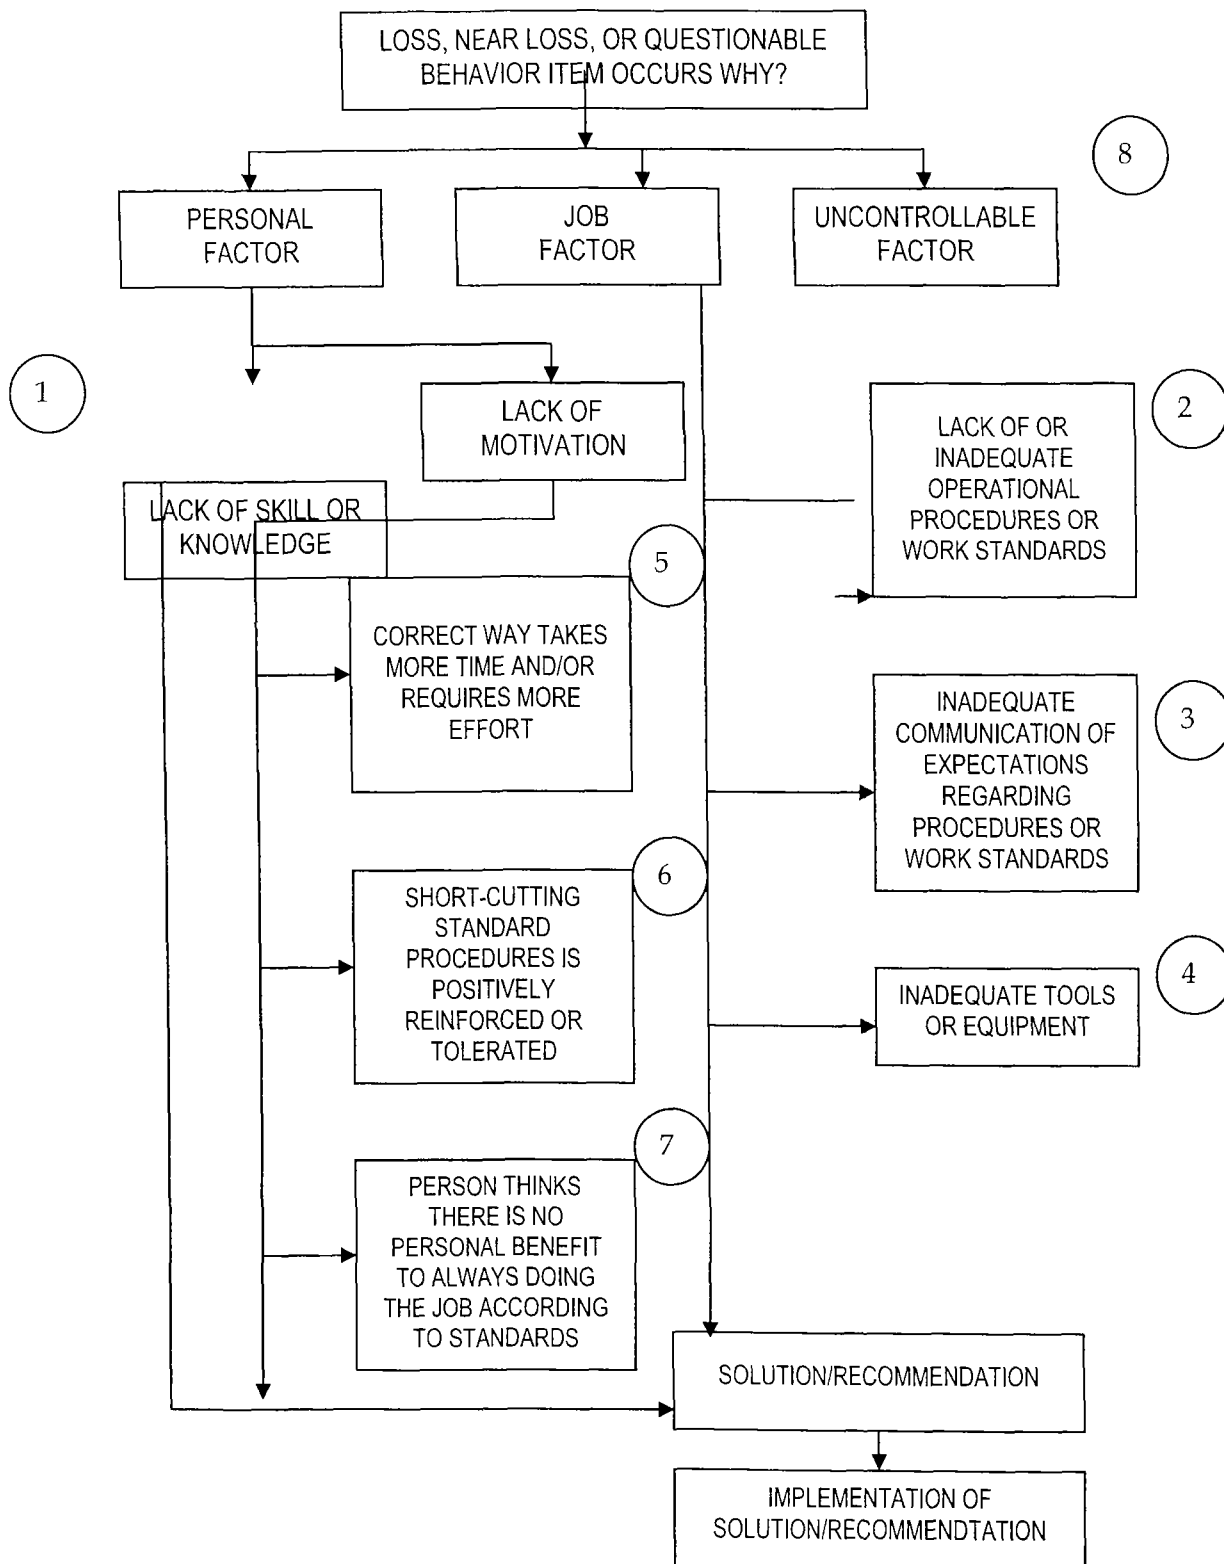 LOSS, NEAR LOSS, OR QUESTIONABLE
BEHAVIOR ITEM OCCURS WHY?
8
PERSONAL
FACTOR
JOB
FACTOR
UNCONTROLLABLE
FACTOR
1
LACK OF
MOTIVATION
2
LACK OF OR
INADEQUATE
OPERATIONAL
PROCEDURES OR
WORK STANDARDS
LACK OF SKILL OR
KNOWLEDGE
5
CORRECT WAY TAKES
MORE TIME AND/OR
REQUIRES MORE
EFFORT
3
INADEQUATE
COMMUNICATION OF
EXPECTATIONS
REGARDING
PROCEDURES OR
WORK STANDARDS
6
SHORT-CUTTING
STANDARD
PROCEDURES IS
POSITIVELY
REINFORCED OR
TOLERATED
4
INADEQUATE TOOLS
OR EQUIPMENT
7
PERSON THINKS
THERE IS NO
PERSONAL BENEFIT
TO ALWAYS DOING
THE JOB ACCORDING
TO STANDARDS
SOLUTION/RECOMMENDATION
IMPLEMENTATION OF
SOLUTION/RECOMMENDTATION